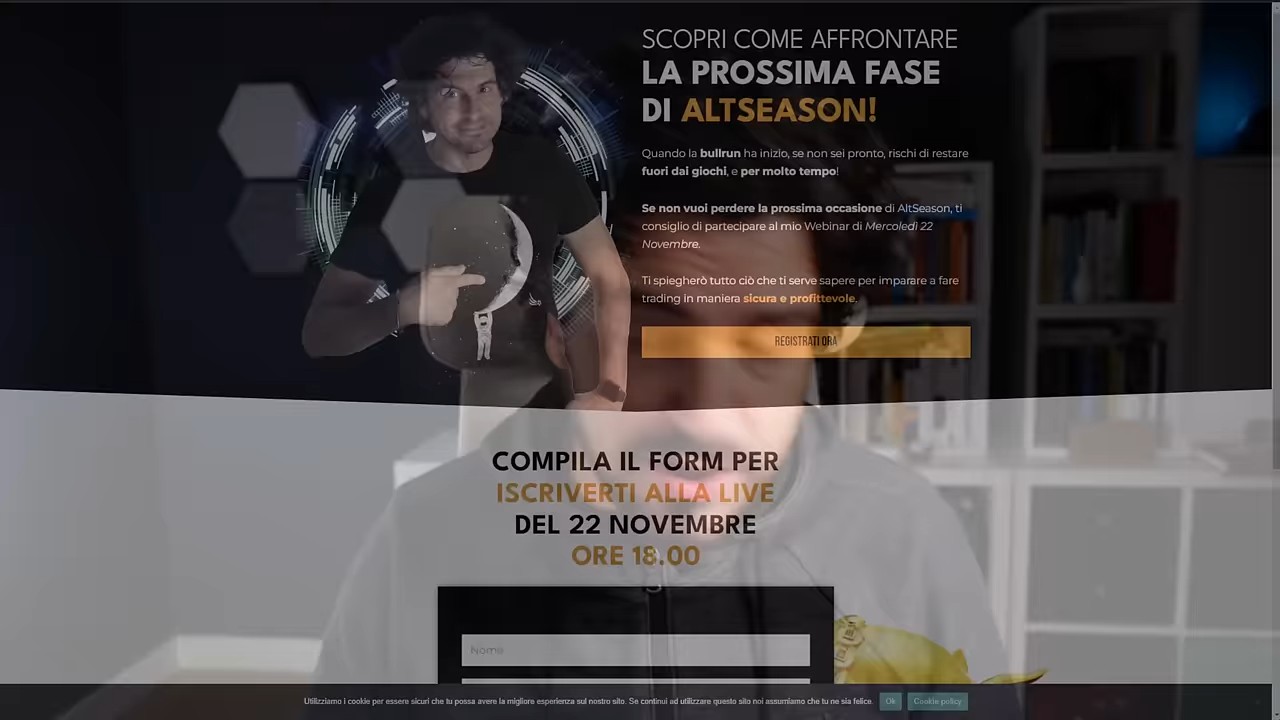 SCOPRI COME AFFRONTARE
LA PROSSIMA FASE
DI ALTSEASON!
Quando la bullrun ha inizio, se non sei pronto, rischi di restare
fuori dai giochi, e per molto tempo!
Se non vuoi perdere la prossima occasione di AltSeason, ti
consiglio di partecipare al mio Webinar di Mercoledì 22
Novembre.
Ti spiegherò tutto ciò che ti serve sapere per imparare a fare
trading in maniera sicura e profittevole.
REGISTRATI ORA
COMPILA IL FORM PER
ISCRIVERTI ALLA LIVE
DEL 22 NOVEMBRE
ORE 18.00
Nome
Utilizziamo i cookie per essere sicuri che tu possa avere la migliore esperienza sul nostro sito. Se continui ad utilizzare questo sito noi assumiamo che tu ne sia felice.
Ok
Cookie policy